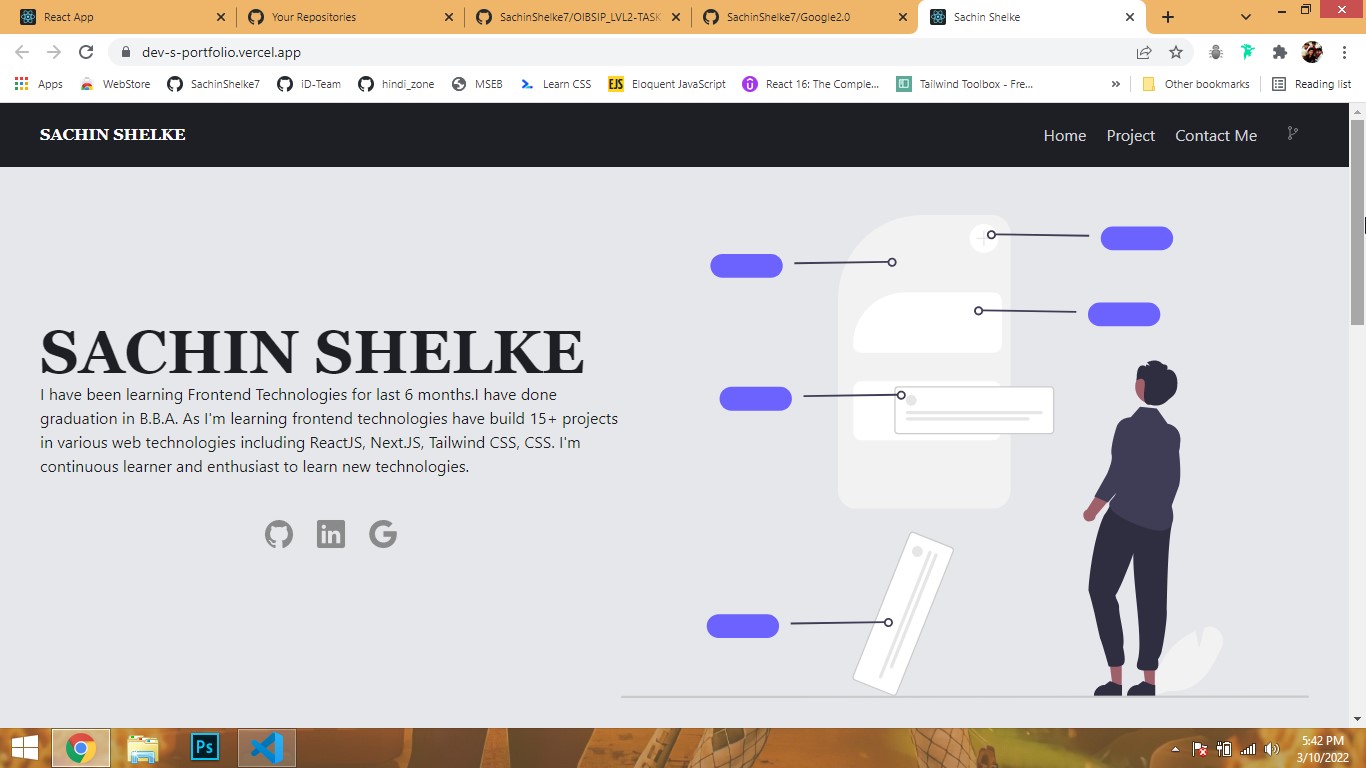 React App
Your Repositories
SachinShelke7/OIBSIP_LVL2-TASK
SachinShelke7/Google2.0
Sachin Shelke
dev-s-portfolio.vercel.app
Apps
WebStore
SachinShelke7
iD-Team
hindi_zone
MSEB
Learn CSS
EJS
Eloquent JavaScript
React 16: The Comple...
Tailwind Toolbox - Fre...
»
Other bookmarks
Reading list
SACHIN SHELKE
Home
Project
Contact Me
SACHIN SHELKE
I have been learning Frontend Technologies for last 6 months.I have done
graduation in B.B.A. As I'm learning frontend technologies have build 15+ projects
in various web technologies including ReactJS, NextJS, Tailwind CSS, CSS. I'm
continuous learner and enthusiast to learn new technologies.
in
G
Ps
5:42 PM
3/10/2022